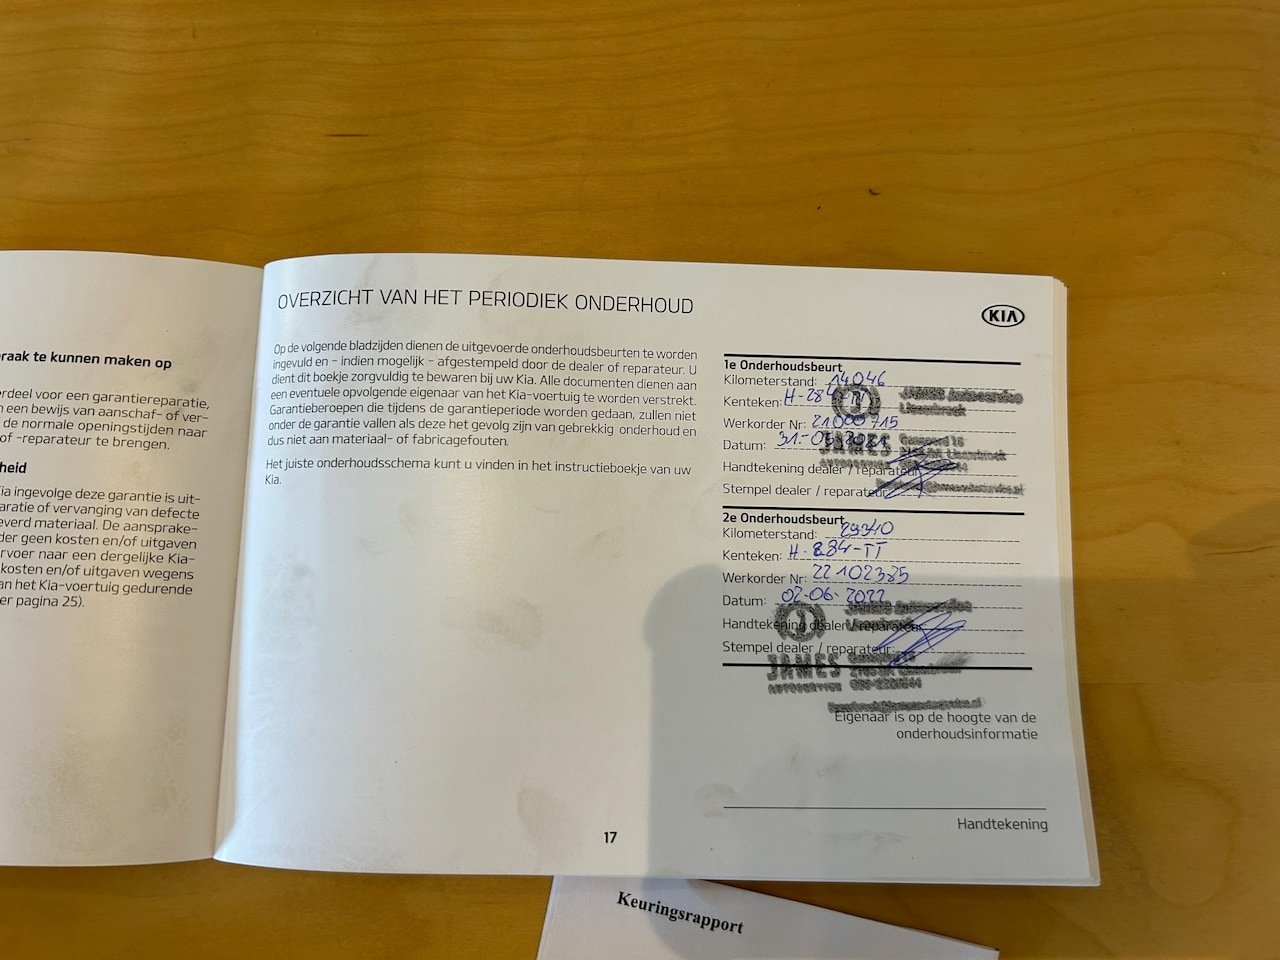 raak te kunnen maken op
rdeel voor een garantiereparatie,
n een bewijs van aanschaf- of ver-
de normale openingstijden naar
of -reparateur te brengen.
heid
ia ingevolge deze garantie is uit-
aratie of vervanging van defecte
everd materiaal. De aansprake-
der geen kosten en/of uitgaven
rvoer naar een dergelijke Kia-
kosten en/of uitgaven wegens
an het Kia-voertuig gedurende
er pagina 25).
OVERZICHT VAN HET PERIODIEK ONDERHOUD
Op de volgende bladzijden dienen de uitgevoerde onderhoudsbeurten te worden
ingevuld en - indien mogelijk - afgestempeld door de dealer of reparateur. U
dient dit boekje zorgvuldig te bewaren bij uw Kia. Alle documenten dienen aan
een eventuele opvolgende eigenaar van het Kia-voertuig te worden verstrekt.
Garantieberoepen die tijdens de garantieperiode worden gedaan, zullen niet
onder de garantie vallen als deze het gevolg zijn van gebrekkig onderhoud en
dus niet aan materiaal- of fabricagefouten.
Het juiste onderhoudsschema kunt u vinden in het instructieboekje van uw
Kia.
17
KIA
1e Onderhoudsbeurt
Kilometerstand: 14046
Kenteken:
Werkorder Nr: 21000715
Datum:
JAMES
Handtekening dealer / reparateur
Stempel dealer / reparateur:
2e Onderhoudsbeurt
Kilometerstand:
Kenteken: H-884-TT
Werkorder Nr: 22102385
Datum: 02-06-2022
JAMES Autoservice
Handtekening dealer / reparateur:
Stempel dealer / reparateur:
JAMES
AUTOSERVICE
Eigenaar is op de hoogte van de
onderhoudsinformatie
Handtekening
Keuringsrapport